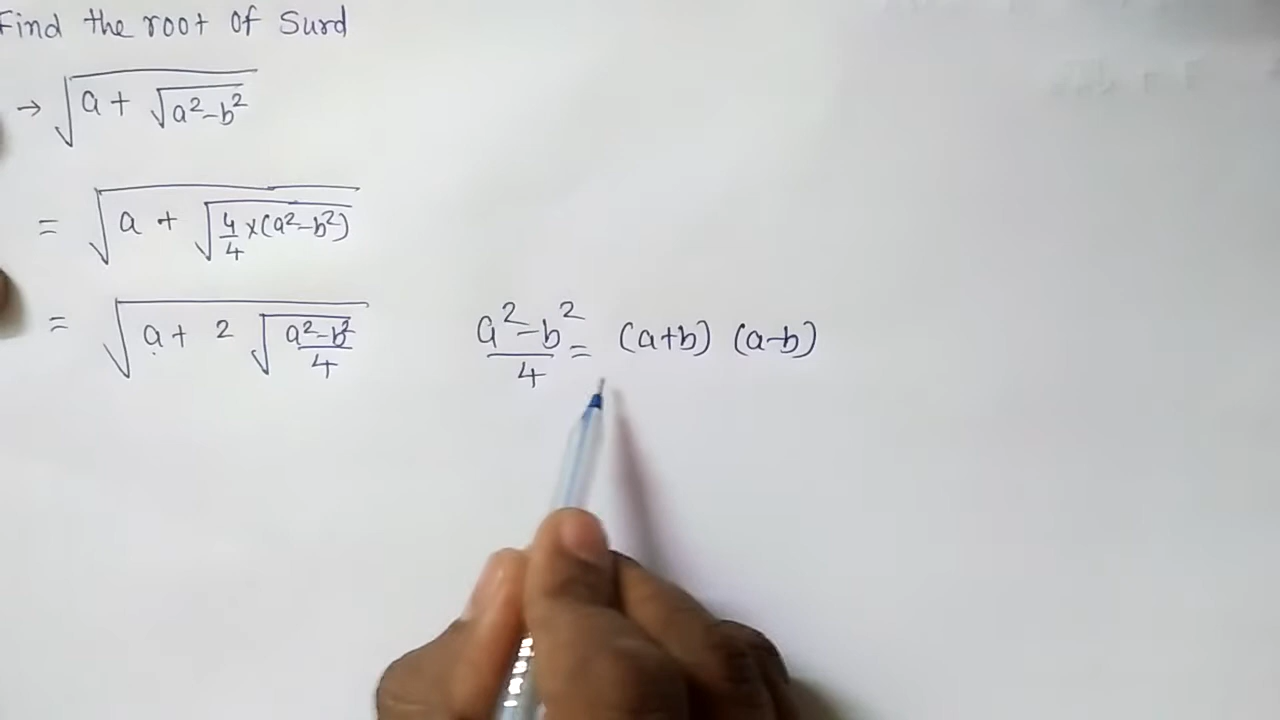 Find the root of Surd
→ √(a + √(a²-b²))
= √(a + √(4/4 ×(a²-b²)))
= √(a + 2 √((a²-b²)/4))
(a²-b²)/4 = (a+b) (a-b)